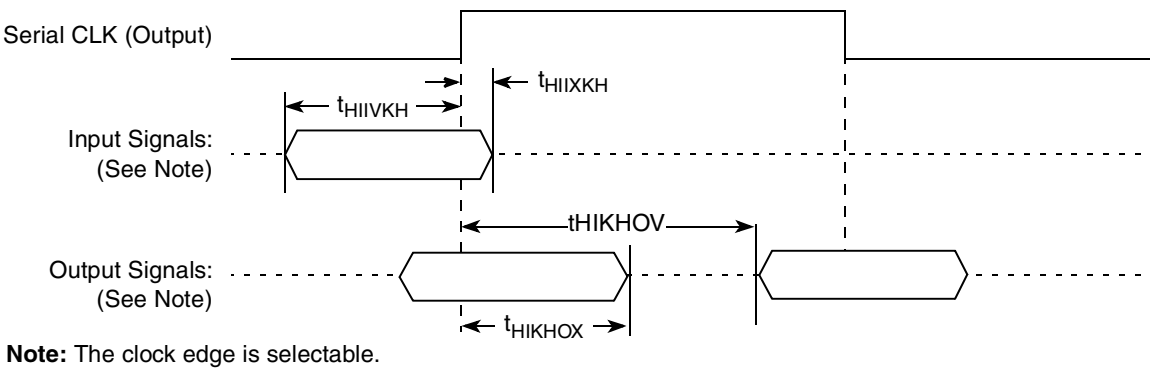 Serial CLK (Output)
tHIIXKH
tHIIVKH
Input Signals:
(See Note)
tHIKHOV
Output Signals:
(See Note)
tHIKHOX
Note: The clock edge is selectable.